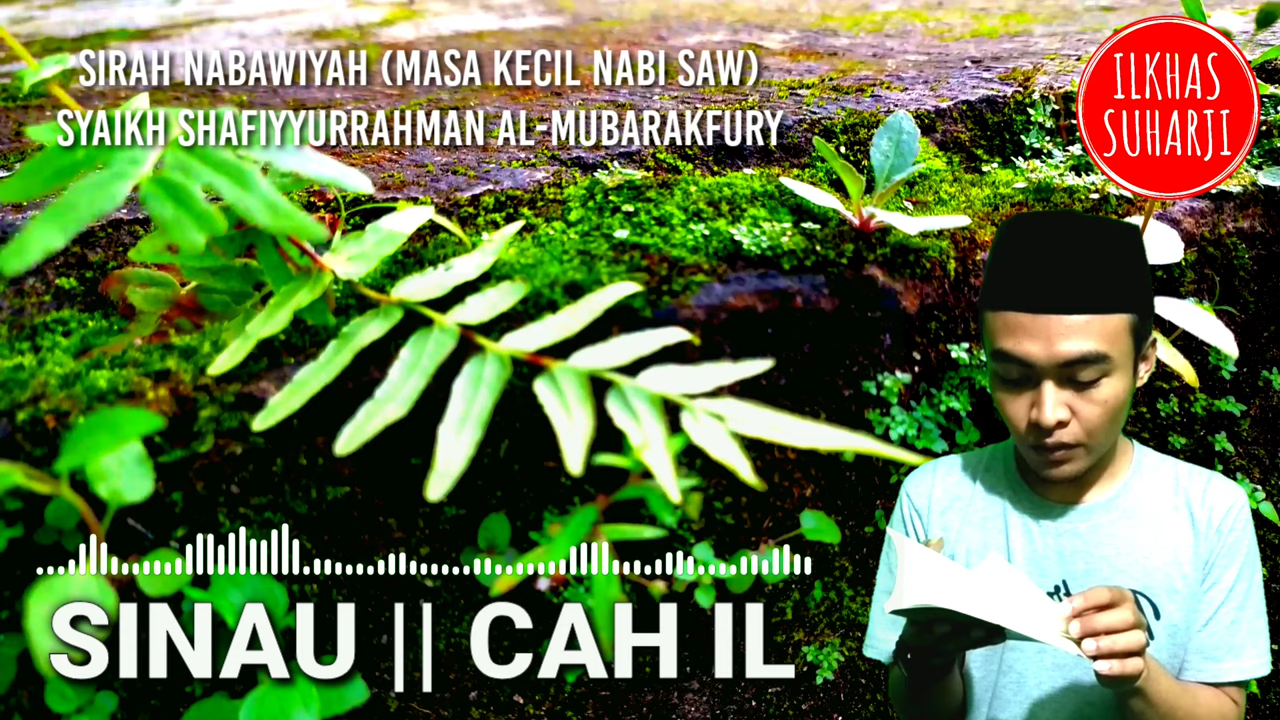 SIRAH NABAWIYAH (MASA KECIL NABI SAW)
SYAIKH SHAFIYYURRAHMAN AL-MUBARAKFURY
ILKHAS
SUHARJI
SINAU || CAH IL